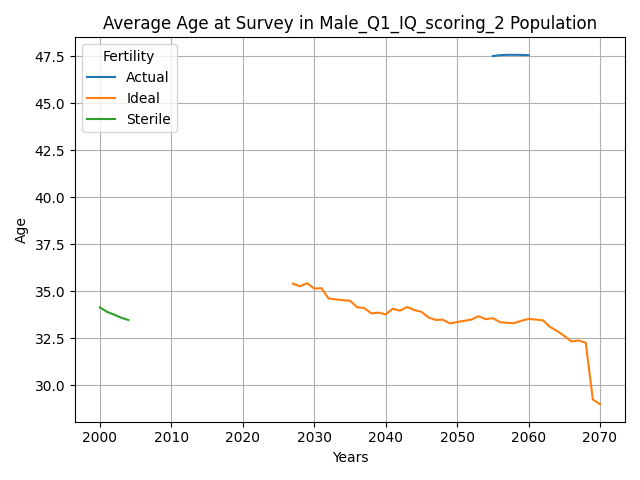 Average Age at Survey in Male_Q1_IQ_scoring_2 Population
Fertility
Actual
Ideal
Sterile
47.5
45.0
42.5
40.0
37.5
35.0
32.5
30.0
Age
2000 2010 2020 2030 2040 2050 2060 2070
Years